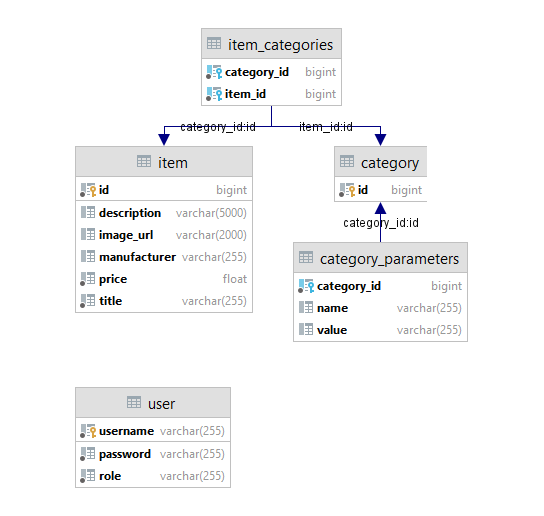 item_categories
category_id bigint
item_id bigint
category_id:id
item_id:id
item
id bigint
description varchar(5000)
image_url varchar(2000)
manufacturer varchar(255)
price float
title varchar(255)
category
id bigint
category_id:id
category_parameters
category_id bigint
name varchar(255)
value varchar(255)
user
username varchar(255)
password varchar(255)
role varchar(255)